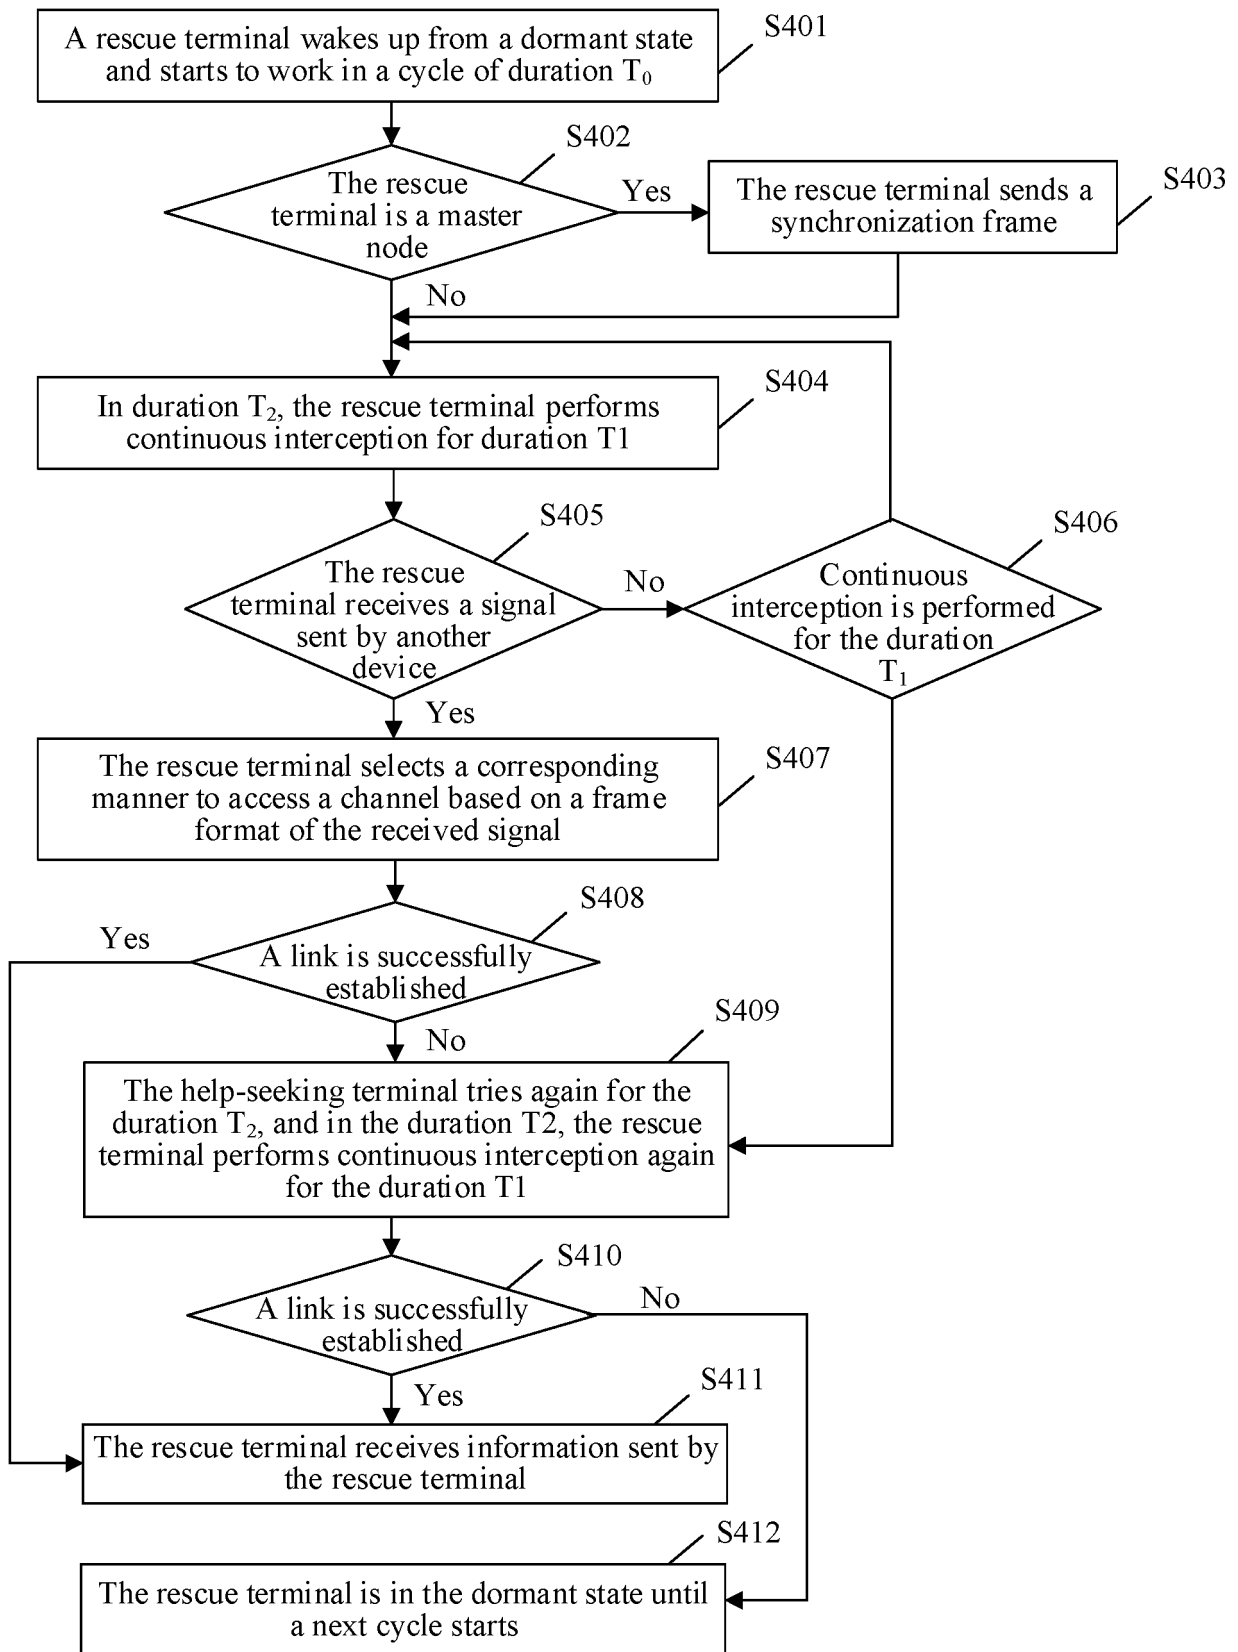 A rescue terminal wakes up from a dormant state
and starts to work in a cycle of duration T₀
S401
S402
The rescue
terminal is a master
node
Yes
The rescue terminal sends a
synchronization frame
S403
No
In duration T₂, the rescue terminal performs
continuous interception for duration T1
S404
S405
The rescue
terminal receives a signal
sent by another
device
No
S406
Continuous
interception is performed
for the duration
T₁
Yes
The rescue terminal selects a corresponding
manner to access a channel based on a frame
format of the received signal
S407
S408
Yes
A link is successfully
established
No
S409
The help-seeking terminal tries again for the
duration T₂, and in the duration T2, the rescue
terminal performs continuous interception again
for the duration T1
S410
A link is successfully
established
No
Yes
S411
The rescue terminal receives information sent by
the rescue terminal
S412
The rescue terminal is in the dormant state until
a next cycle starts